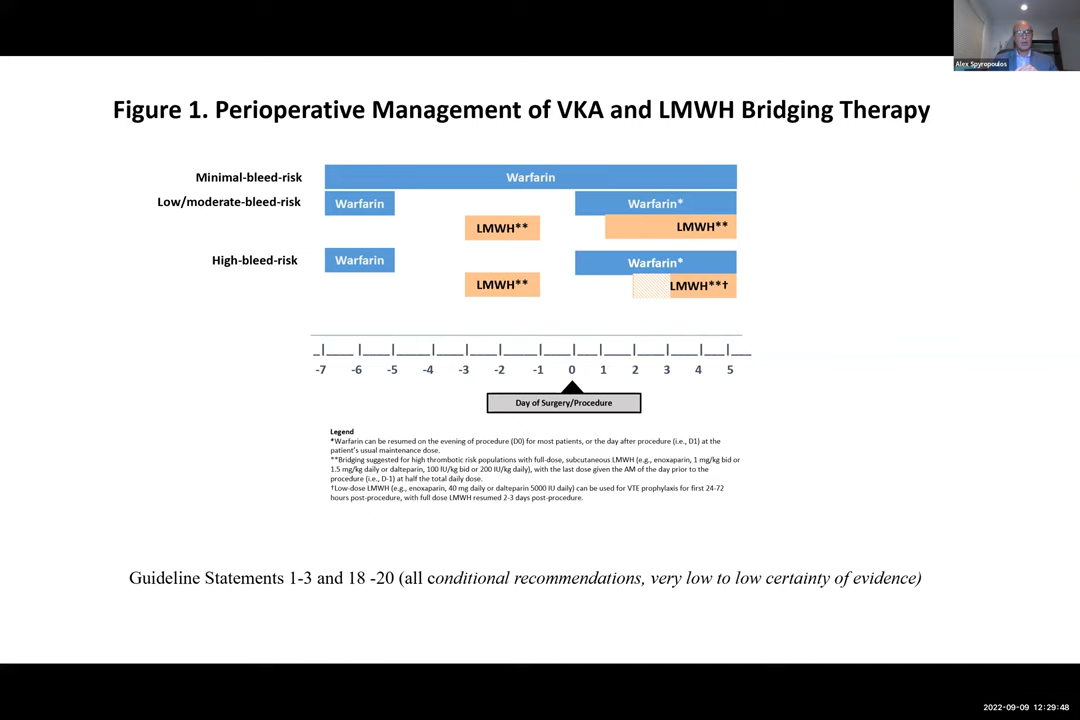 Alex Spyropoulos
Figure 1. Perioperative Management of VKA and LMWH Bridging Therapy
Minimal-bleed-risk
Warfarin
Low/moderate-bleed-risk
Warfarin
Warfarin*
LMWH**
LMWH**
High-bleed-risk
Warfarin
Warfarin*
LMWH**
LMWH**†
-7 -6 -5 -4 -3 -2 -1 0 1 2 3 4 5
Day of Surgery/Procedure
Legend
*Warfarin can be resumed on the evening of procedure (D0) for most patients, or the day after procedure (i.e., D1) at the
patient's usual maintenance dose.
**Bridging suggested for high thrombotic risk populations with full-dose, subcutaneous LMWH (e.g., enoxaparin, 1 mg/kg bid or
1.5 mg/kg daily or dalteparin, 100 IU/kg bid or 200 IU/kg daily), with the last dose given the AM of the day prior to the
procedure (i.e., D-1) at half the total daily dose.
†Low-dose LMWH (e.g., enoxaparin, 40 mg daily or dalteparin 5000 IU daily) can be used for VTE prophylaxis for first 24-72
hours post-procedure, with full dose LMWH resumed 2-3 days post-procedure.
Guideline Statements 1-3 and 18 -20 (all conditional recommendations, very low to low certainty of evidence)
2022-09-09 12:29:48